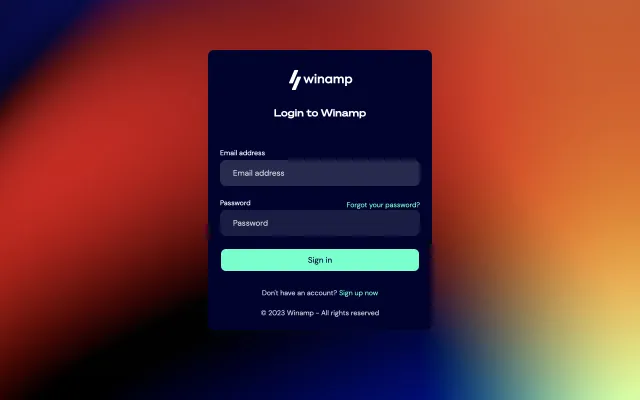 winamp
Login to Winamp
Email address
Email address
Password
Forgot your password?
Password
Sign in
Don't have an account? Sign up now
© 2023 Winamp - All rights reserved